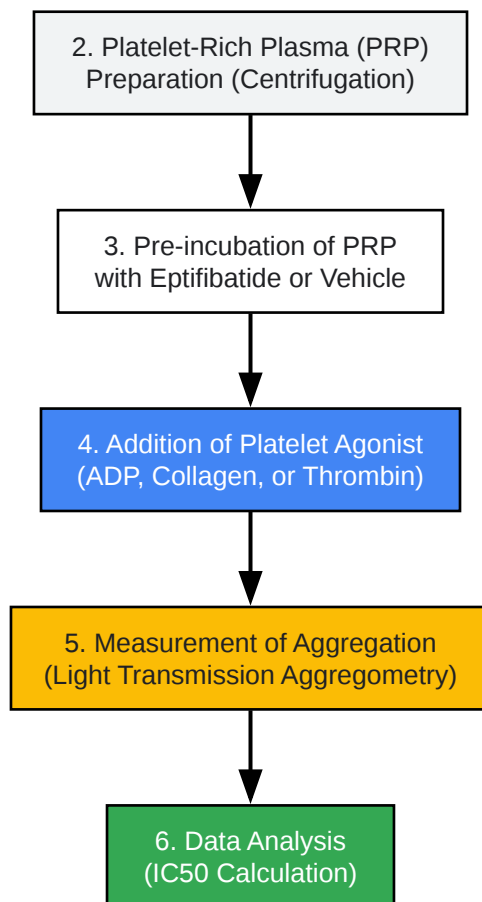 2. Platelet-Rich Plasma (PRP)
Preparation (Centrifugation)
3. Pre-incubation of PRP
with Eptifibatide or Vehicle
4. Addition of Platelet Agonist
(ADP, Collagen, or Thrombin)
5. Measurement of Aggregation
(Light Transmission Aggregometry)
6. Data Analysis
(IC50 Calculation)